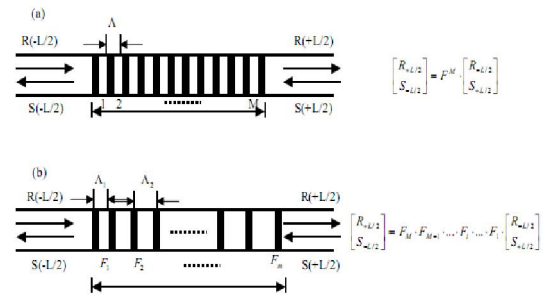 (a)
Λ
R(-L/2) R(+L/2)
S(-L/2) 1 2 M S(+L/2)
[R+L/2 S-L/2] = F^M · [R-L/2 S+L/2]
(b)
Λ1 Λ2
R(-L/2) R(+L/2)
S(-L/2) F1 F2 Fm S(+L/2)
[R+L/2 S-L/2] = FM · FM-1 · ... · Fi · ... · F1 · [R-L/2 S+L/2]